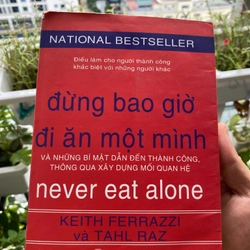 NATIONAL BESTSELLER
Điều làm cho người thành công
khác biệt với những người khác
đừng bao giờ
đi ăn một mình
VÀ NHỮNG BÍ MẬT DẪN ĐẾN THÀNH CÔNG,
THÔNG QUA XÂY DỰNG MỐI QUAN HỆ
never eat alone
KEITH FERRAZZI
và TAHL RAZ